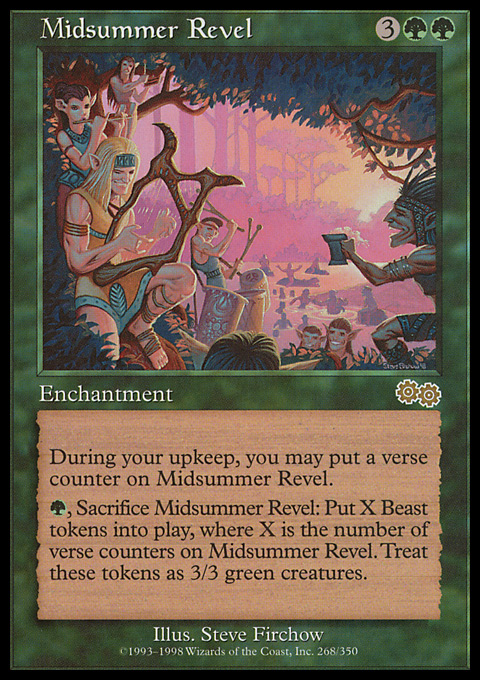 Midsummer Revel 3
Enchantment
During your upkeep, you may put a verse
counter on Midsummer Revel.
, Sacrifice Midsummer Revel: Put X Beast
tokens into play, where X is the number of
verse counters on Midsummer Revel. Treat
these tokens as 3/3 green creatures.
Illus. Steve Firchow
©1993–1998 Wizards of the Coast, Inc. 268/350